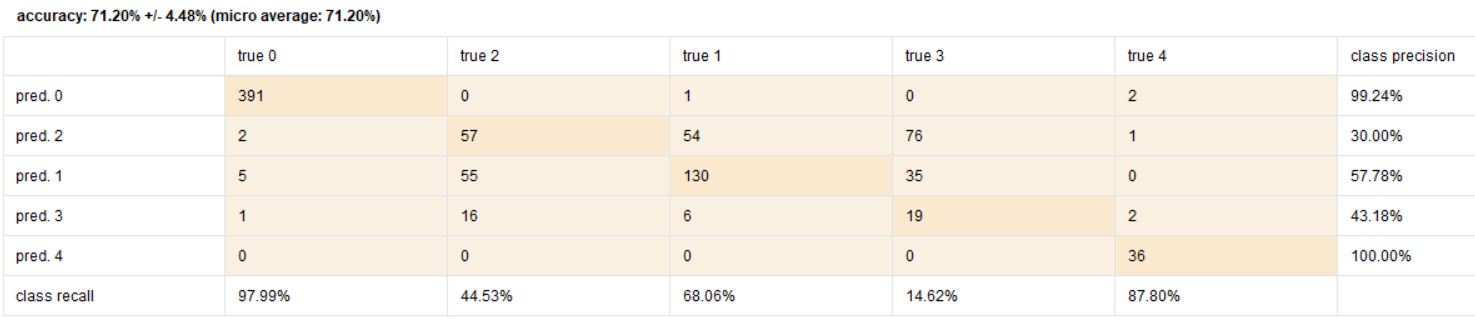 accuracy: 71.20% +/- 4.48% (micro average: 71.20%)
true 0 true 2 true 1 true 3 true 4 class precision
pred. 0 391 0 1 0 2 99.24%
pred. 2 2 57 54 76 1 30.00%
pred. 1 5 55 130 35 0 57.78%
pred. 3 1 16 6 19 2 43.18%
pred. 4 0 0 0 0 36 100.00%
class recall 97.99% 44.53% 68.06% 14.62% 87.80%